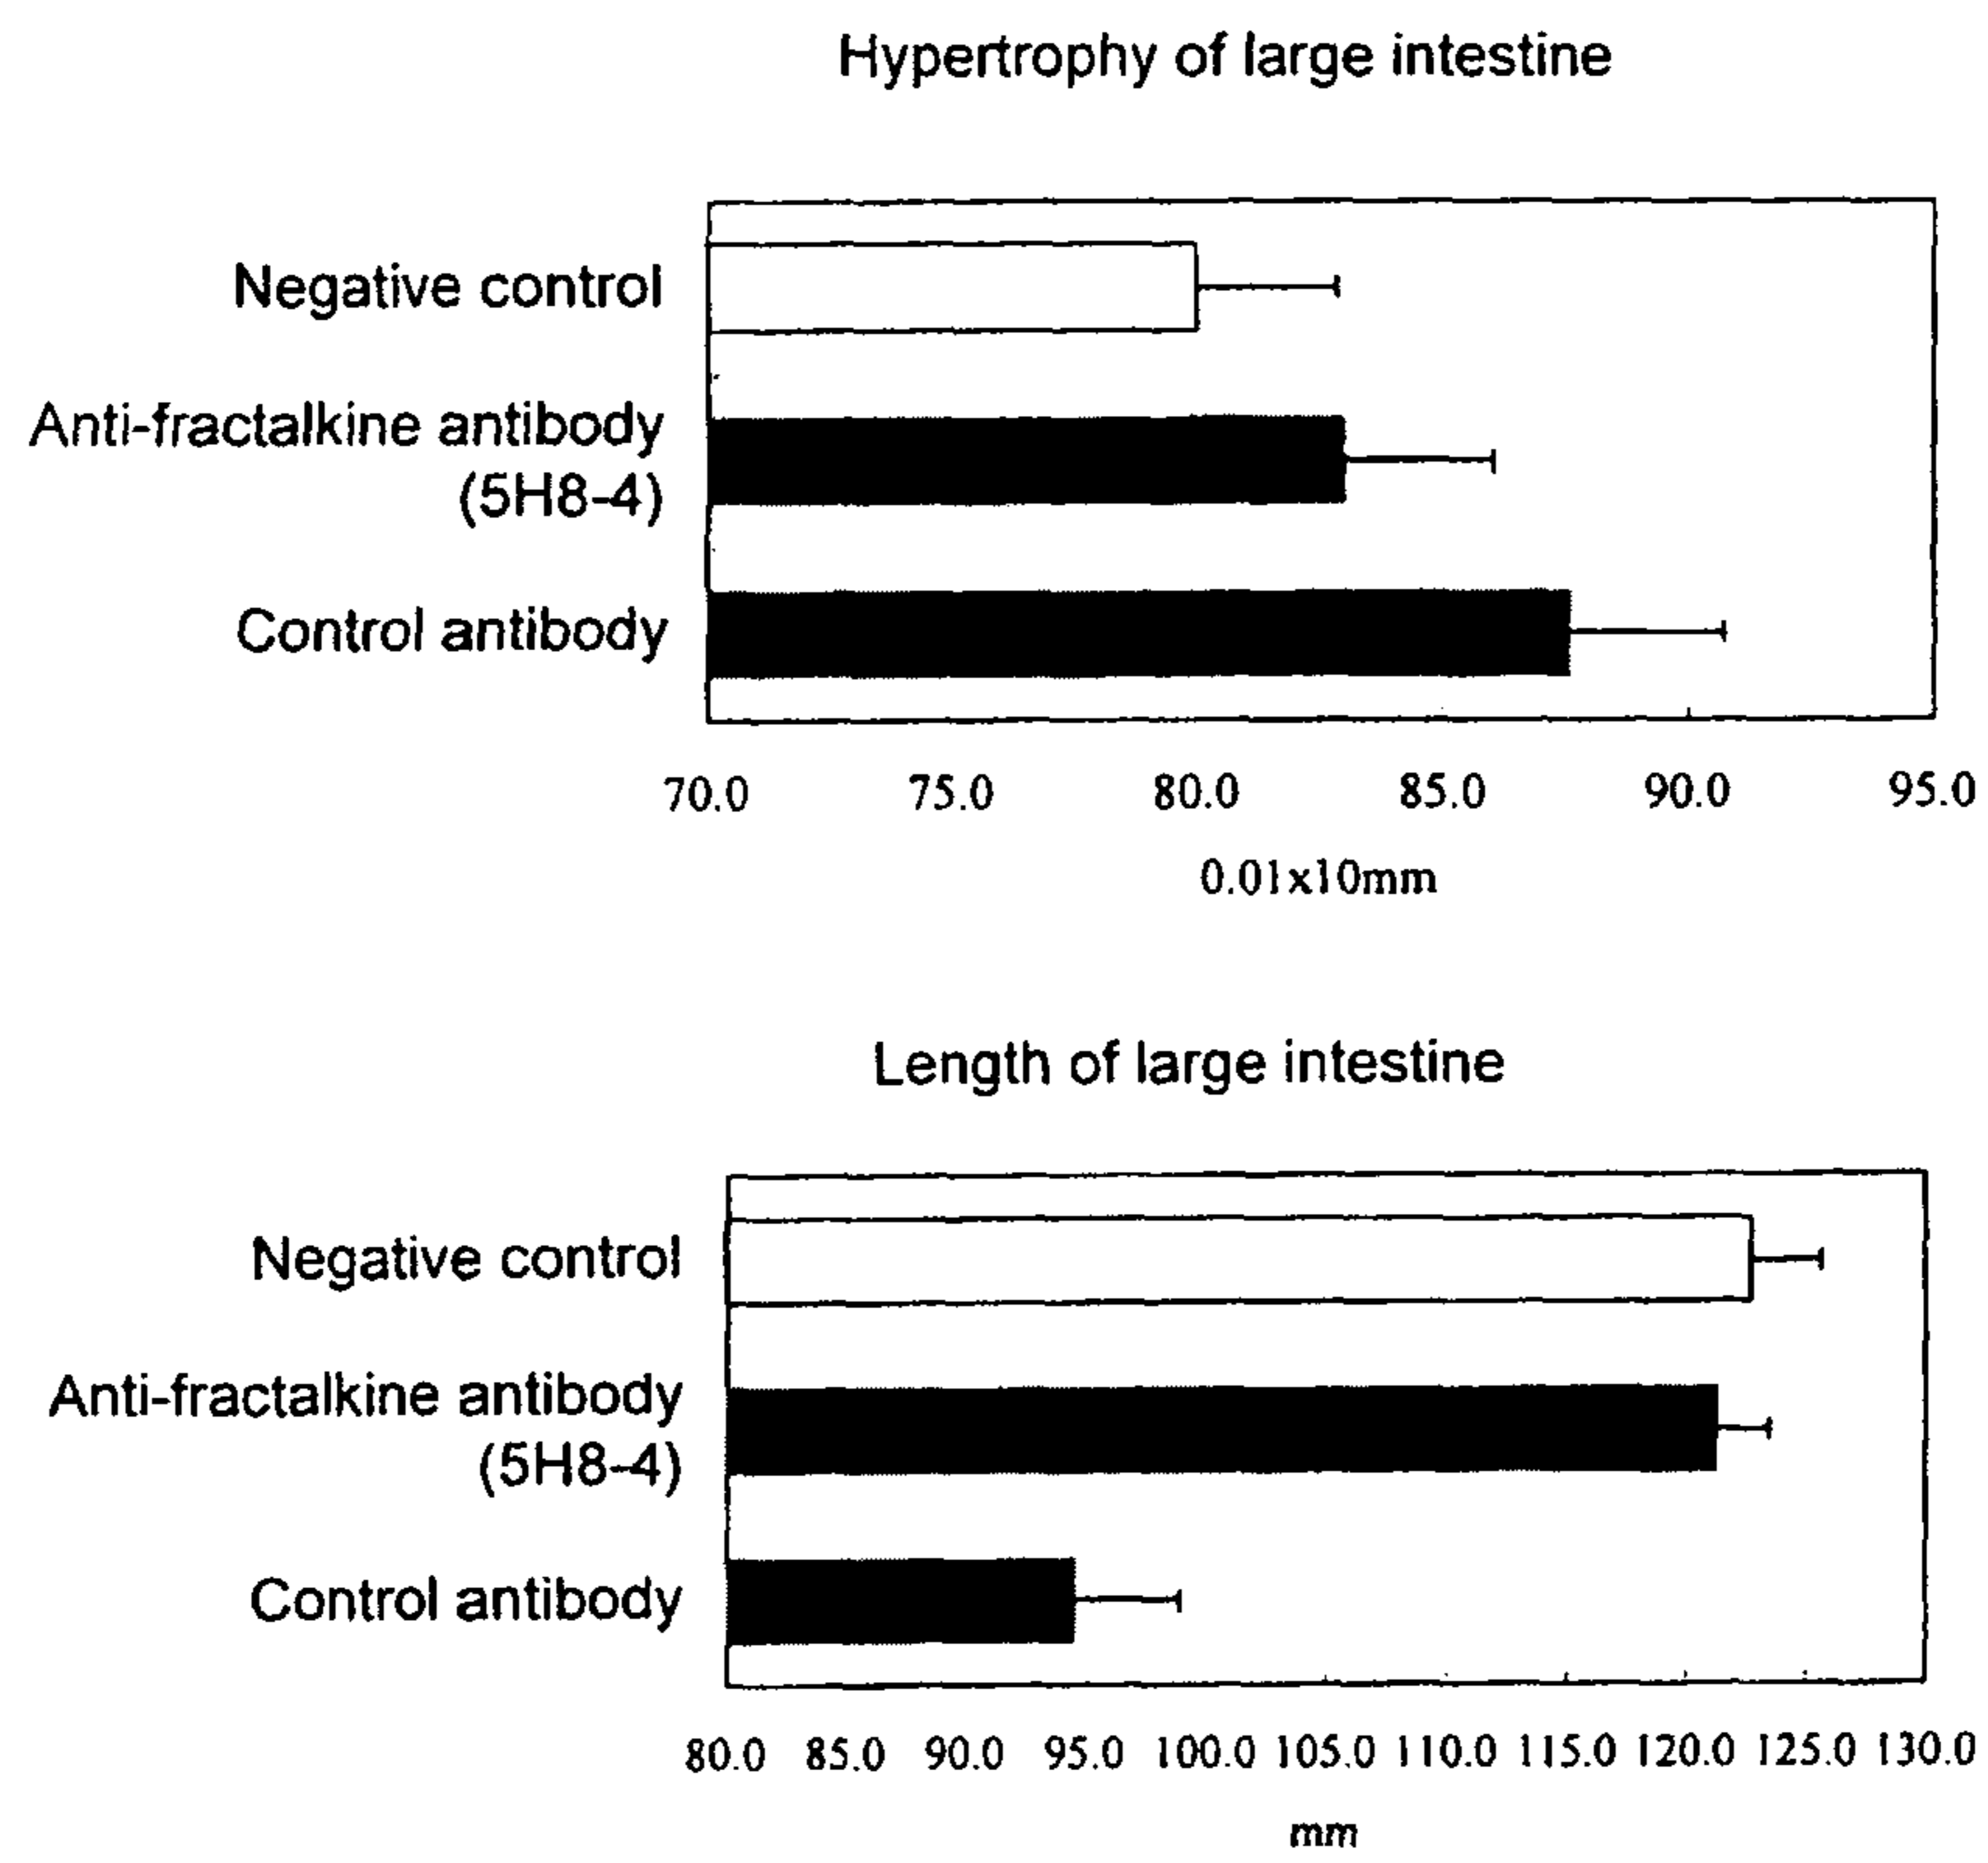 Hypertrophy of large intestine
Negative control
Anti-fractalkine antibody
(5H8-4)
Control antibody
70.0 75.0 80.0 85.0 90.0 95.0
0.01x10mm
Length of large intestine
Negative control
Anti-fractalkine antibody
(5H8-4)
Control antibody
80.0 85.0 90.0 95.0 100.0 105.0 110.0 115.0 120.0 125.0 130.0
mm